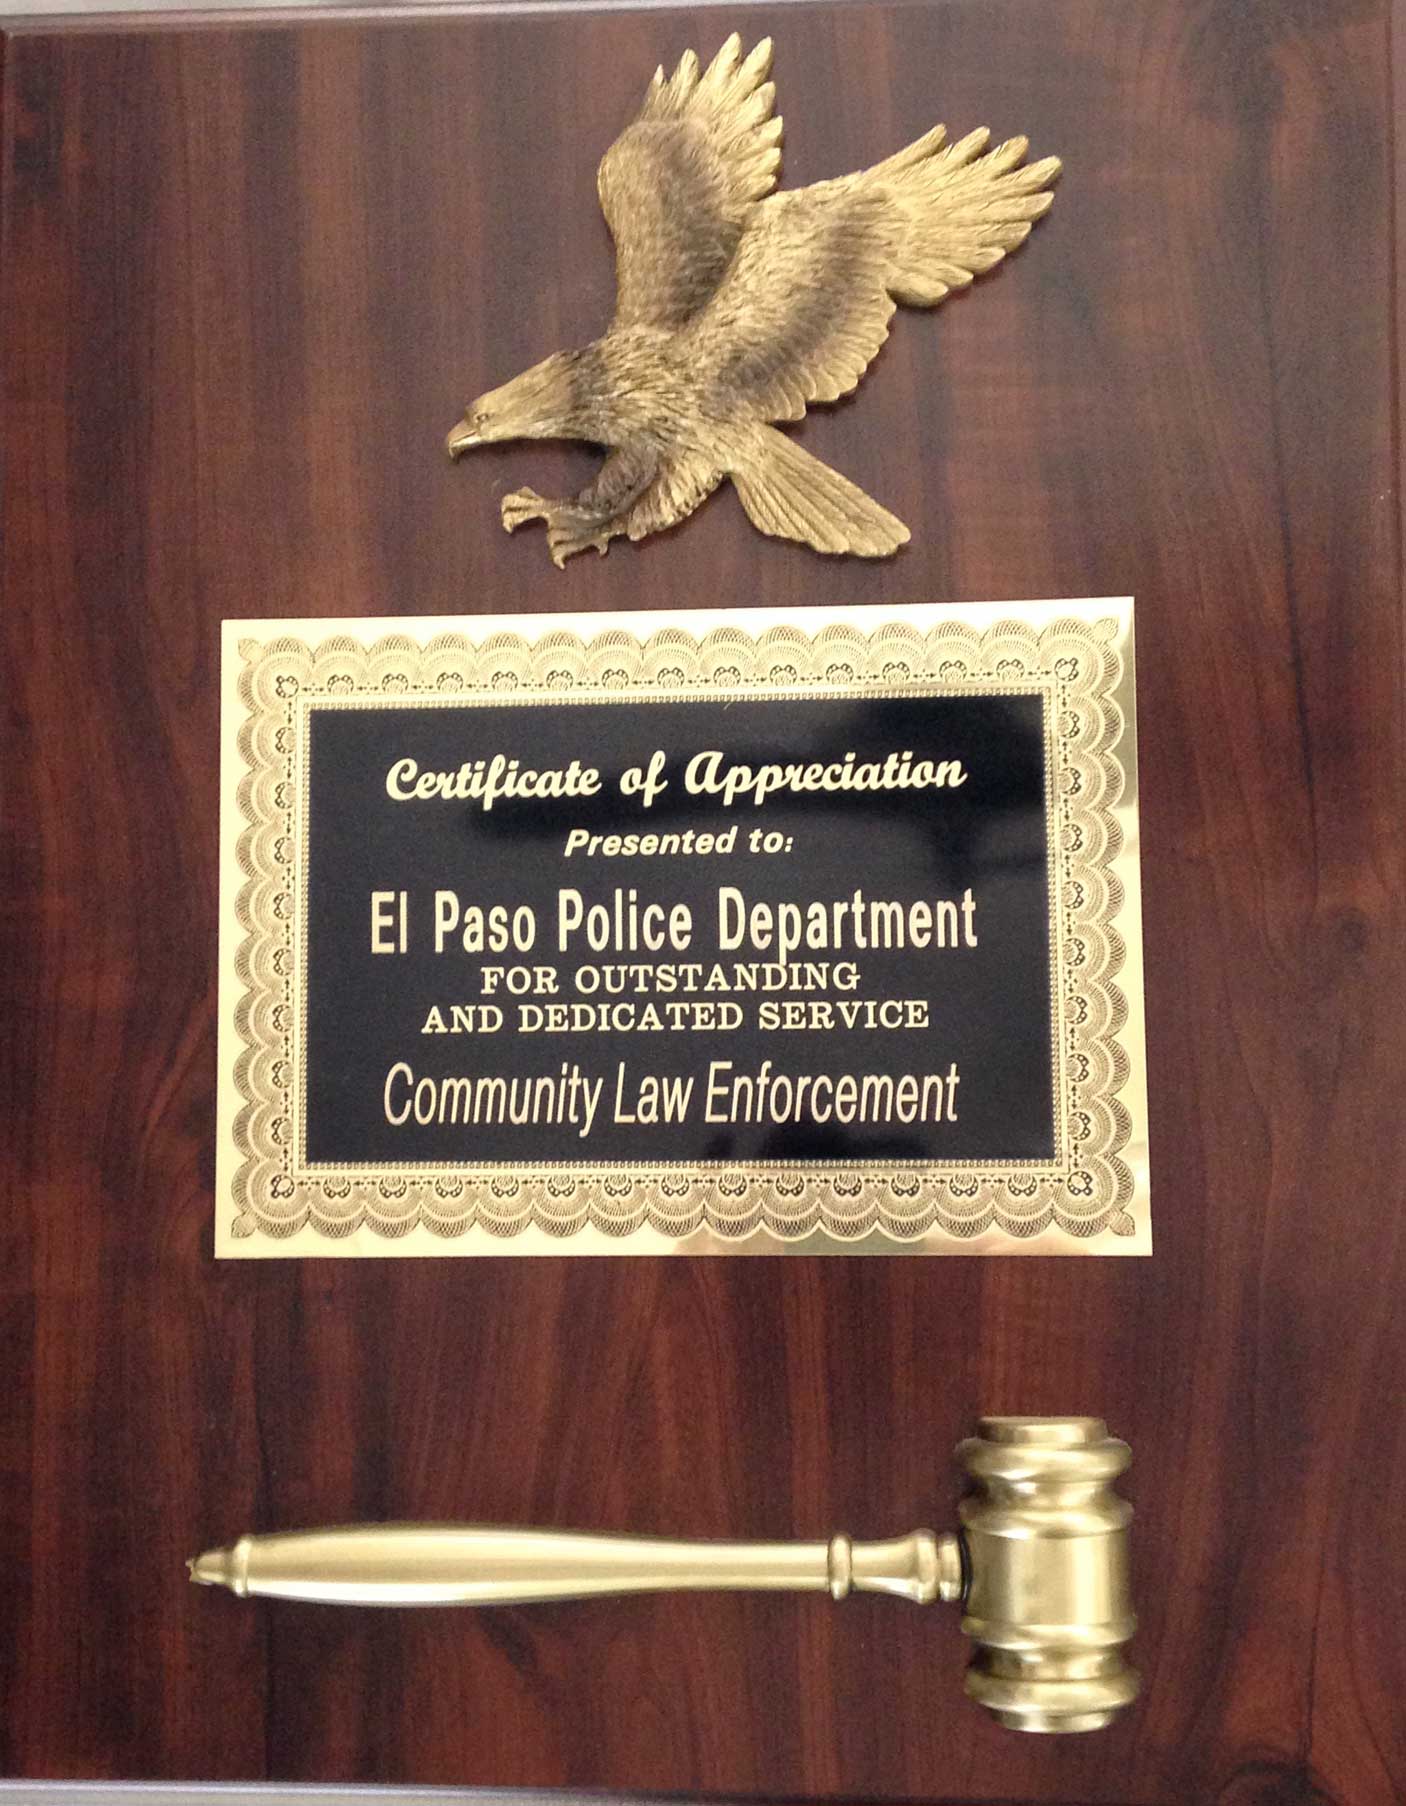 Certificate of Appreciation
Presented to:
El Paso Police Department
FOR OUTSTANDING
AND DEDICATED SERVICE
Community Law Enforcement